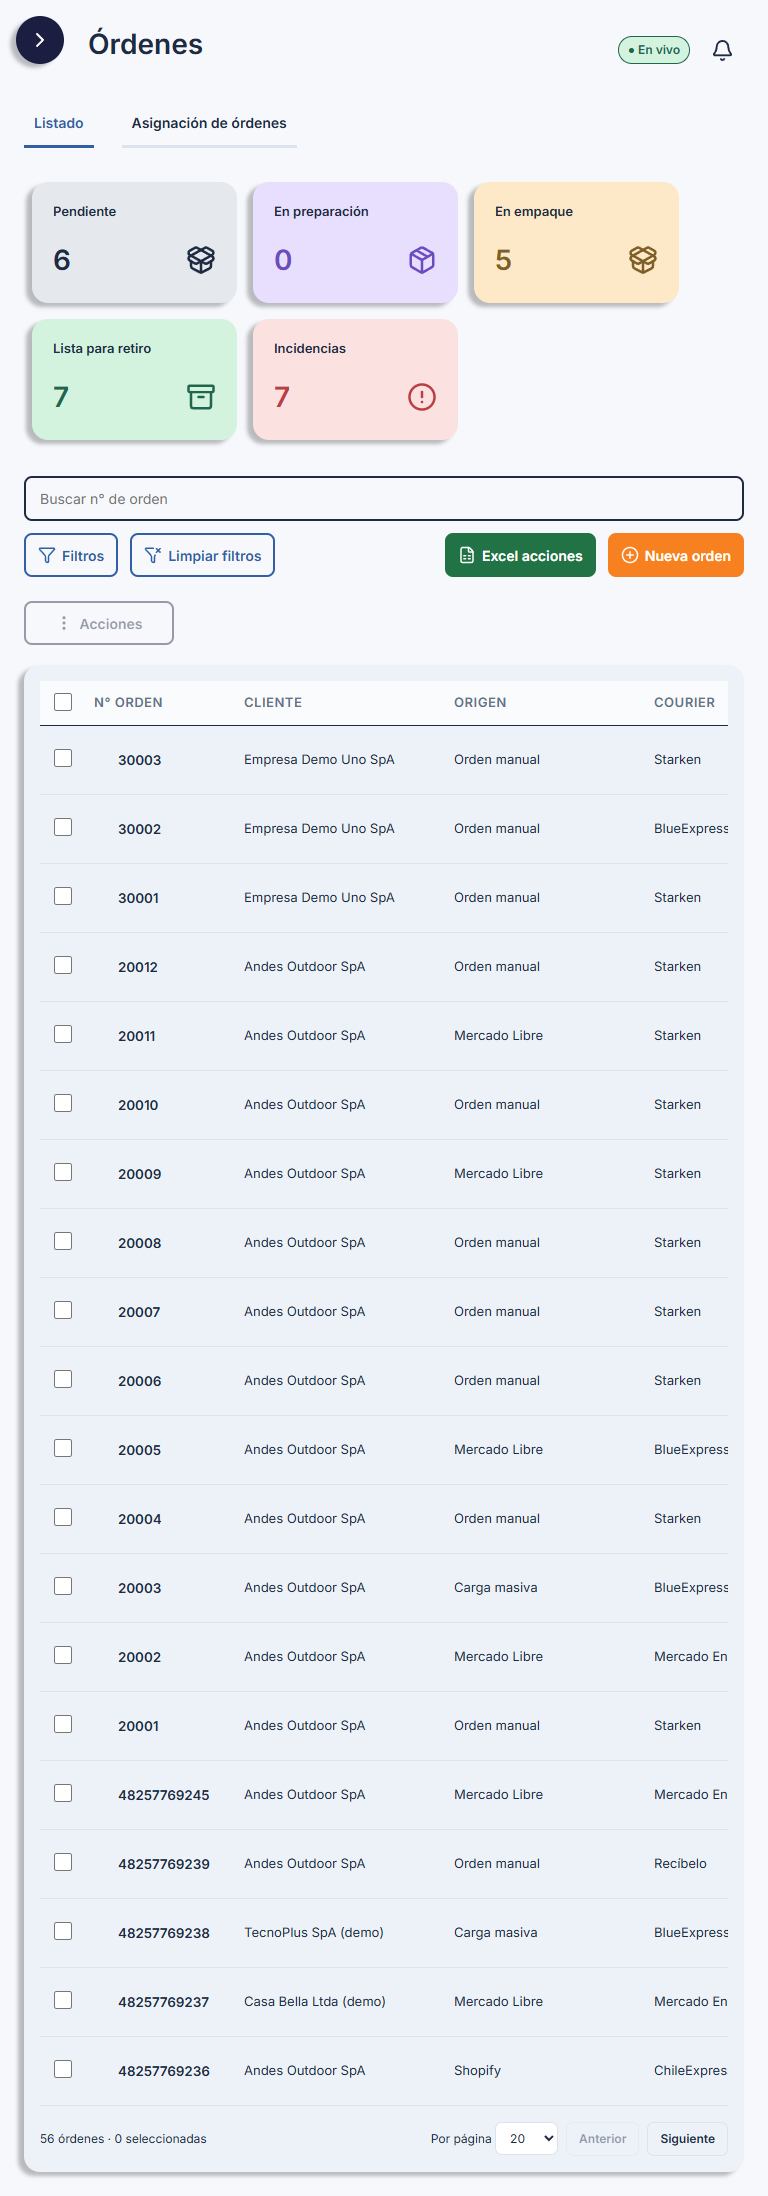 Órdenes
● En vivo
Listado
Asignación de órdenes
Pendiente
6
En preparación
0
En empaque
5
Lista para retiro
7
Incidencias
7
Buscar n° de orden
Filtros
Limpiar filtros
Excel acciones
Nueva orden
Acciones
N° ORDEN CLIENTE ORIGEN COURIER
30003 Empresa Demo Uno SpA Orden manual Starken
30002 Empresa Demo Uno SpA Orden manual BlueExpress
30001 Empresa Demo Uno SpA Orden manual Starken
20012 Andes Outdoor SpA Orden manual Starken
20011 Andes Outdoor SpA Mercado Libre Starken
20010 Andes Outdoor SpA Orden manual Starken
20009 Andes Outdoor SpA Mercado Libre Starken
20008 Andes Outdoor SpA Orden manual Starken
20007 Andes Outdoor SpA Orden manual Starken
20006 Andes Outdoor SpA Orden manual Starken
20005 Andes Outdoor SpA Mercado Libre BlueExpress
20004 Andes Outdoor SpA Orden manual Starken
20003 Andes Outdoor SpA Carga masiva BlueExpress
20002 Andes Outdoor SpA Mercado Libre Mercado En
20001 Andes Outdoor SpA Orden manual Starken
48257769245 Andes Outdoor SpA Mercado Libre Mercado En
48257769239 Andes Outdoor SpA Orden manual Recíbelo
48257769238 TecnoPlus SpA (demo) Carga masiva BlueExpress
48257769237 Casa Bella Ltda (demo) Mercado Libre Mercado En
48257769236 Andes Outdoor SpA Shopify ChileExpres
56 órdenes · 0 seleccionadas Por página 20 Anterior Siguiente